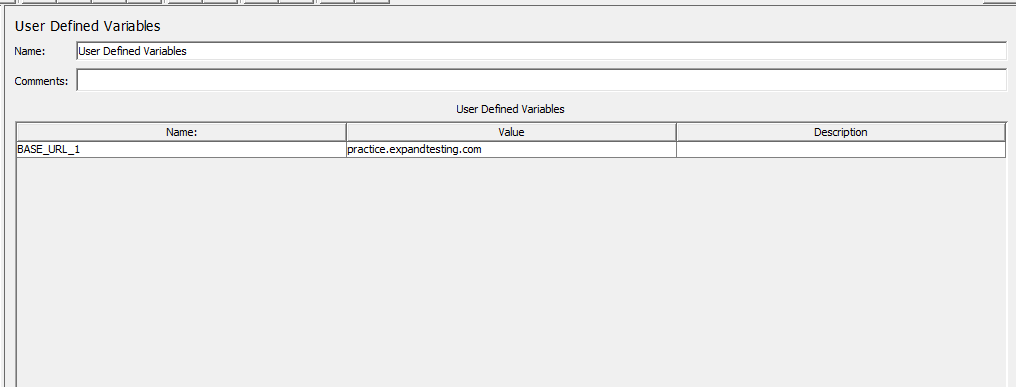 User Defined Variables
Name: User Defined Variables
Comments:
User Defined Variables
Name: Value Description
BASE_URL_1 practice.expandtesting.com